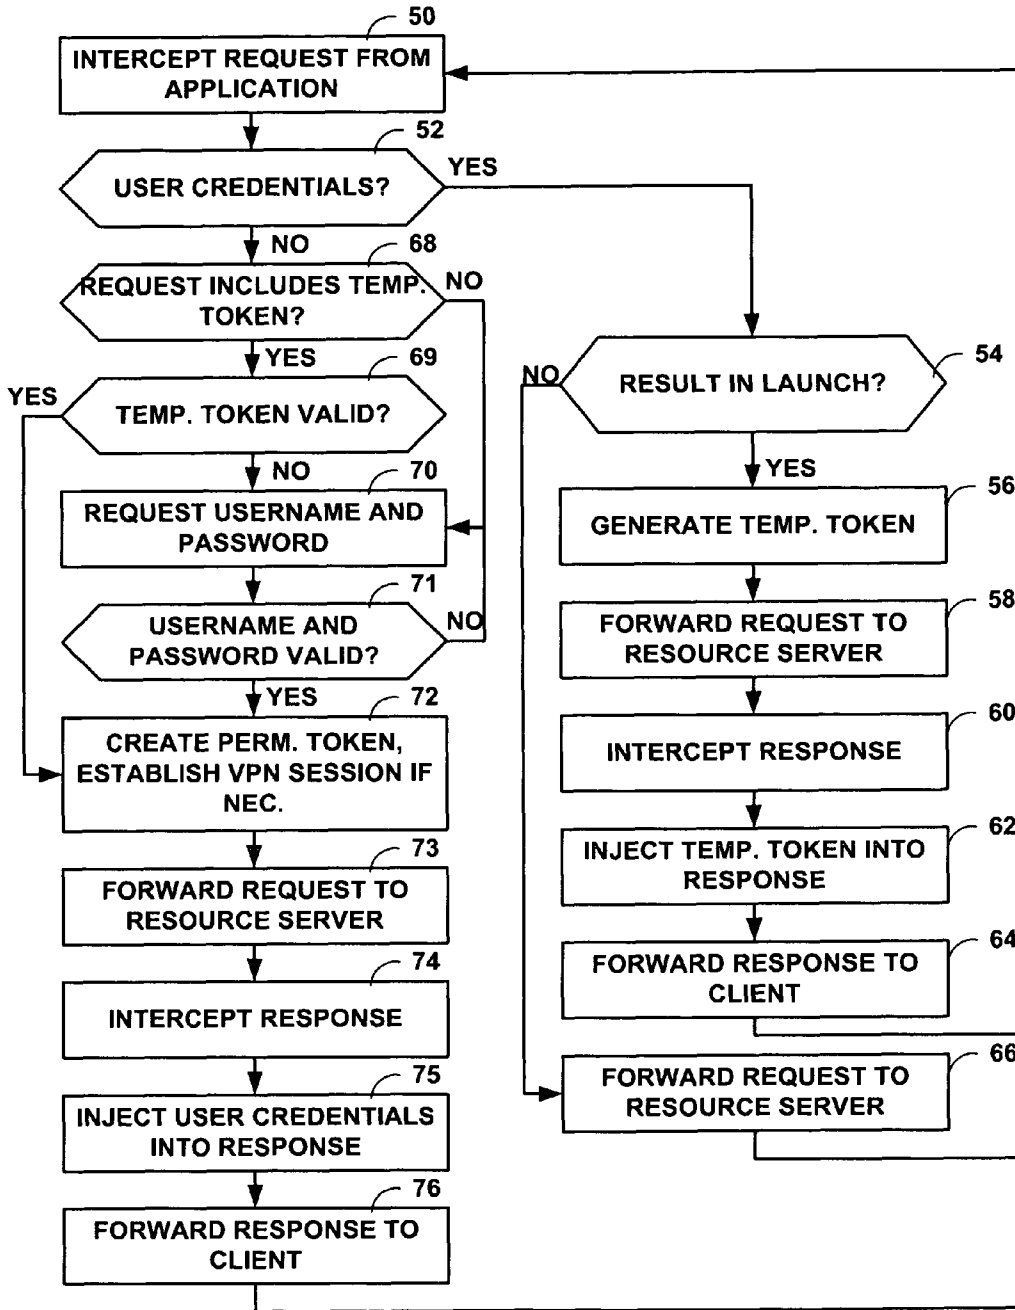 50
INTERCEPT REQUEST FROM
APPLICATION
52
USER CREDENTIALS?
YES
NO
68
REQUEST INCLUDES TEMP.
TOKEN?
NO
YES
69
YES
TEMP. TOKEN VALID?
NO
70
REQUEST USERNAME AND
PASSWORD
71
USERNAME AND
PASSWORD VALID?
NO
YES
72
CREATE PERM. TOKEN,
ESTABLISH VPN SESSION IF
NEC.
73
FORWARD REQUEST TO
RESOURCE SERVER
74
INTERCEPT RESPONSE
75
INJECT USER CREDENTIALS
INTO RESPONSE
76
FORWARD RESPONSE TO
CLIENT
54
NO
RESULT IN LAUNCH?
YES
56
GENERATE TEMP. TOKEN
58
FORWARD REQUEST TO
RESOURCE SERVER
60
INTERCEPT RESPONSE
62
INJECT TEMP. TOKEN INTO
RESPONSE
64
FORWARD RESPONSE TO
CLIENT
66
FORWARD REQUEST TO
RESOURCE SERVER